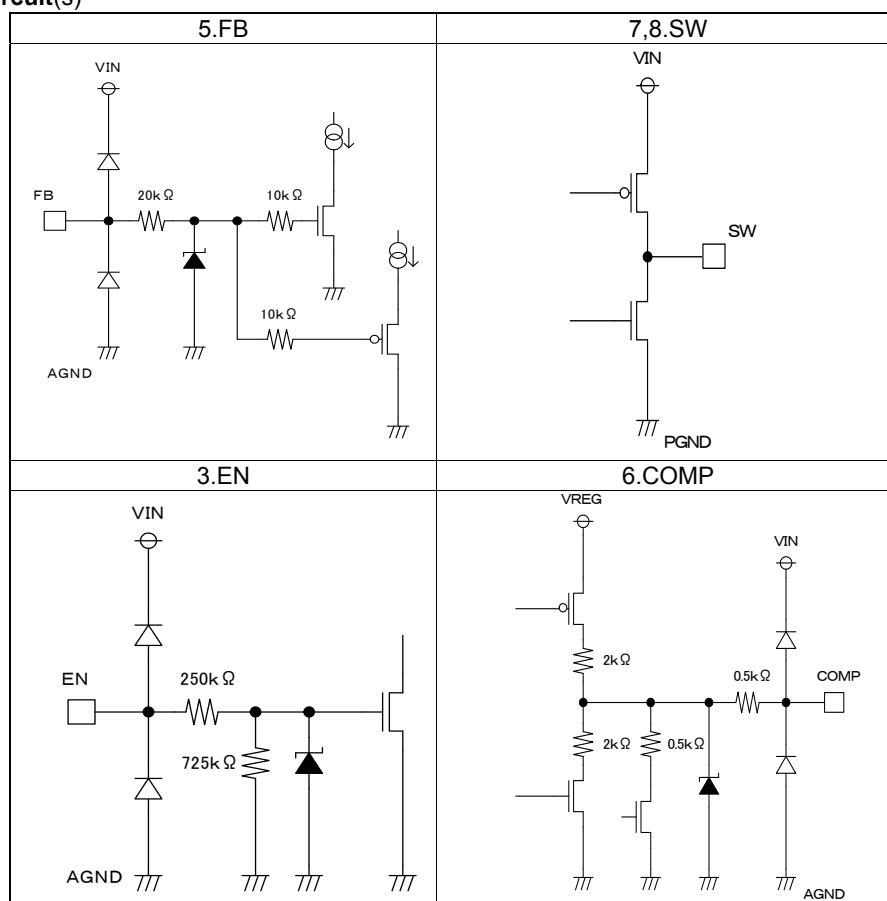 rcuit(s)
5.FB
7,8.SW
VIN
FB
20kΩ
10kΩ
10kΩ
AGND
VIN
SW
PGND
3.EN
6.COMP
VIN
EN
250kΩ
725kΩ
AGND
VREG
VIN
2kΩ
0.5kΩ
COMP
2kΩ
0.5kΩ
AGND